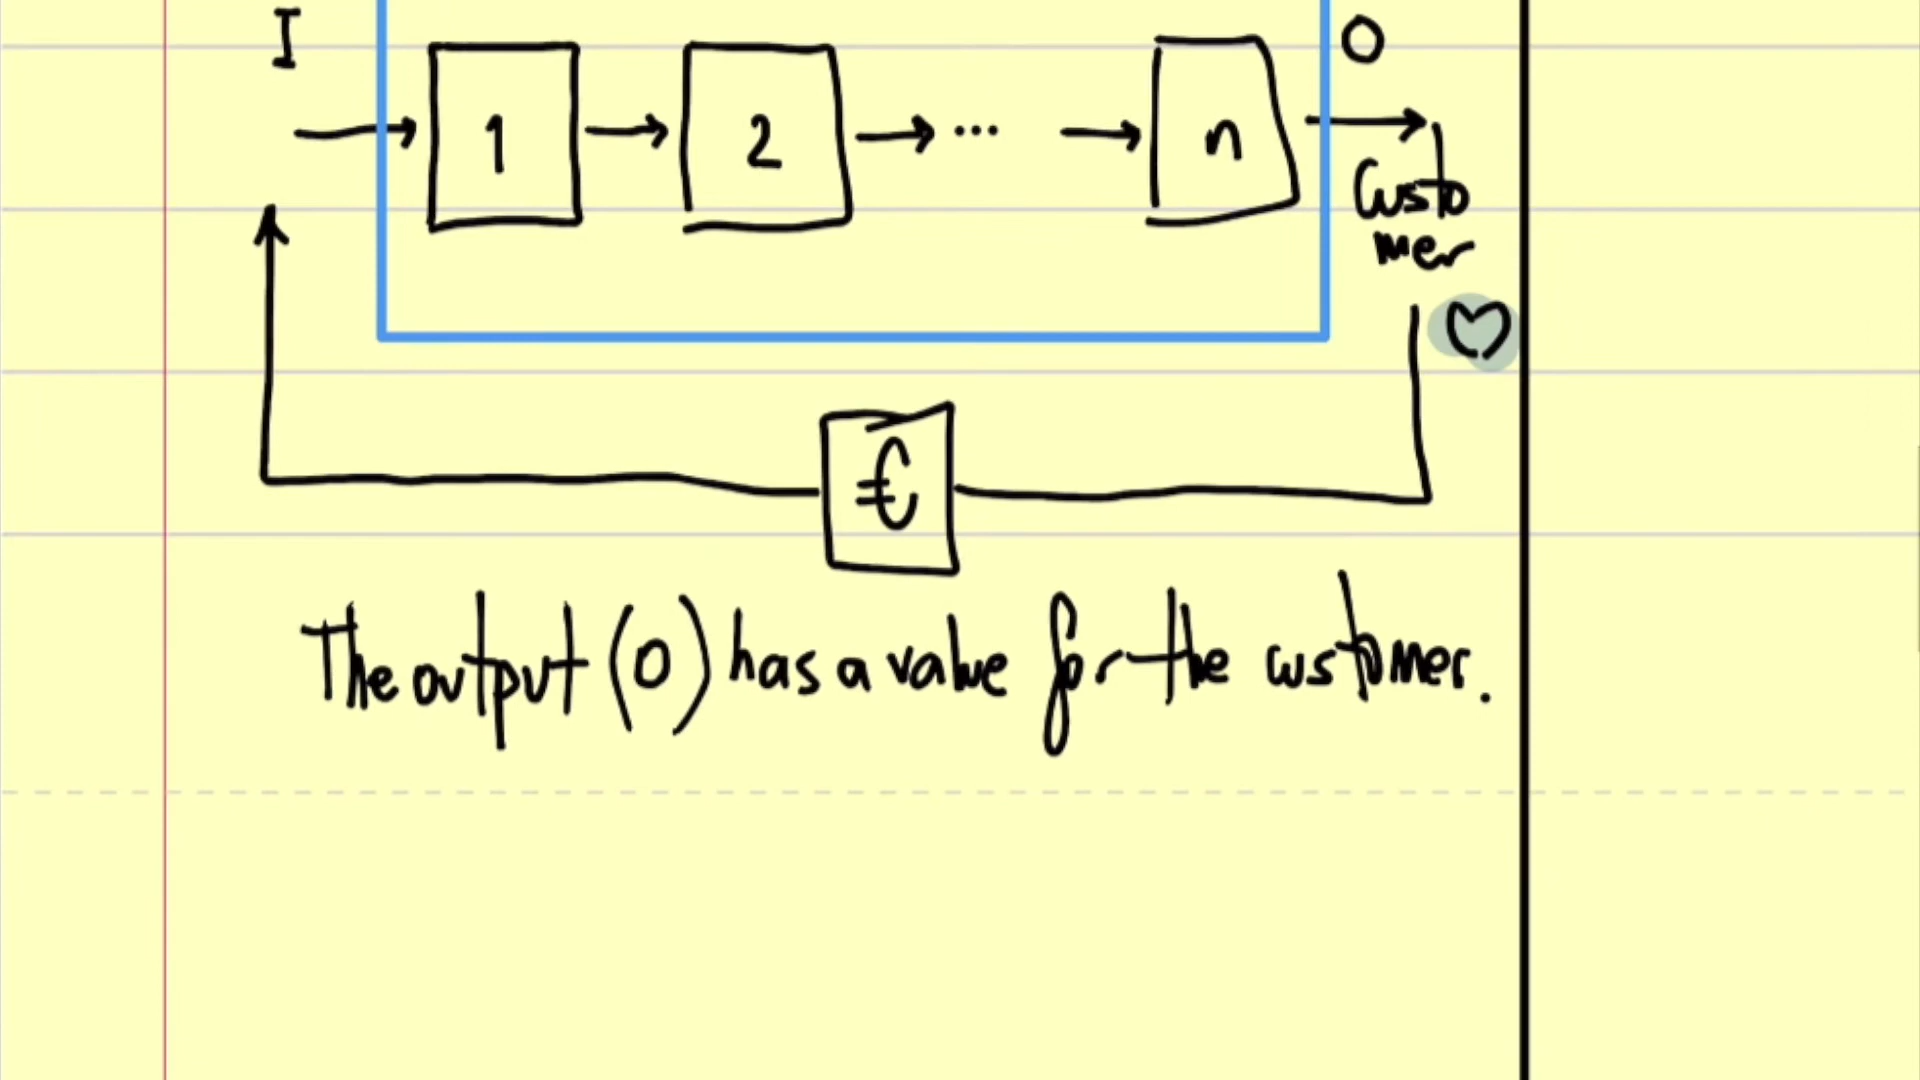 I
O
1
2
...
n
Custo
mer
€
The output (O) has a value for the customer.